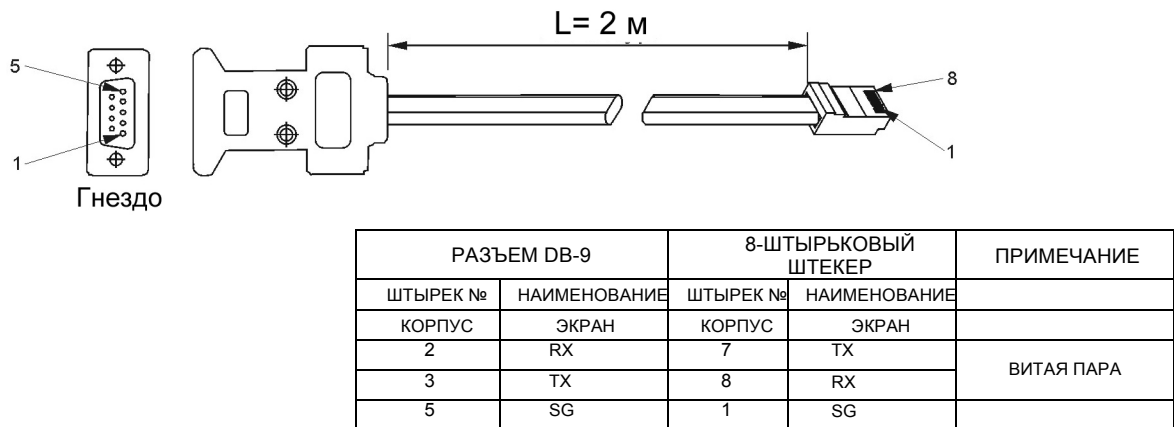 L= 2 м
5
8
1
1
Гнездо
РАЗЪЕМ DB-9
8-ШТЫРЬКОВЫЙ ШТЕКЕР
ПРИМЕЧАНИЕ
ШТЫРЕК № НАИМЕНОВАНИЕ ШТЫРЕК № НАИМЕНОВАНИЕ
КОРПУС ЭКРАН КОРПУС ЭКРАН
2 RX 7 TX
ВИТАЯ ПАРА
3 TX 8 RX
5 SG 1 SG